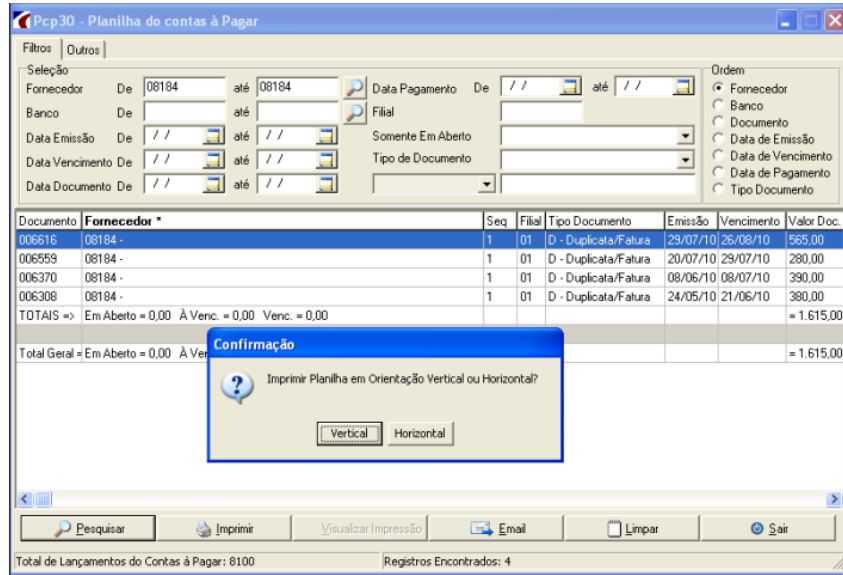 Pcp30 - Planilha do contas à Pagar
Filtros Outros
Seleção
Fornecedor De 08184 até 08184
Banco De até
Data Emissão De / / até / /
Data Vencimento De / / até / /
Data Documento De / / até / /
Data Pagamento De / / até / /
Filial
Somente Em Aberto
Tipo de Documento
Ordem
Fornecedor
Banco
Documento
Data de Emissão
Data de Vencimento
Data de Pagamento
Tipo Documento
Documento Fornecedor * Seq Filial Tipo Documento Emissão Vencimento Valor Doc.
006616 08184 - 1 01 D - Duplicata/Fatura 29/07/10 26/08/10 565,00
006559 08184 - 1 01 D - Duplicata/Fatura 20/07/10 29/07/10 280,00
006370 08184 - 1 01 D - Duplicata/Fatura 08/06/10 08/07/10 390,00
006308 08184 - 1 01 D - Duplicata/Fatura 24/05/10 21/06/10 380,00
TOTAIS => Em Aberto = 0,00 À Venc. = 0,00 Venc. = 0,00 = 1.615,00
Total Geral = Em Aberto = 0,00 À Ver = 1.615,00
Confirmação
Imprimir Planilha em Orientação Vertical ou Horizontal?
Vertical Horizontal
Pesquisar Imprimir Visualizar Impressão Email Limpar Sair
Total de Lançamentos do Contas à Pagar: 8100 Registros Encontrados: 4